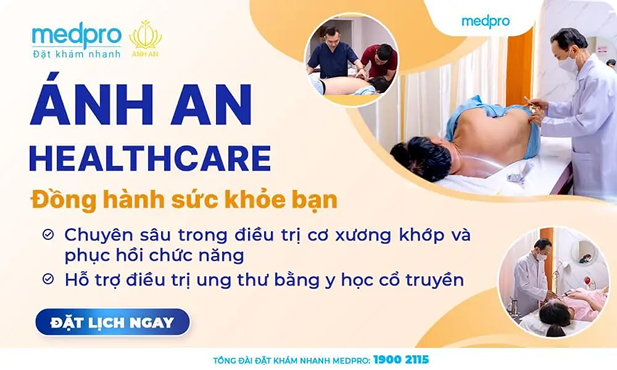 medpro
Đặt khám nhanh
ÁNH AN
medpro
ÁNH AN
HEALTHCARE
Đồng hành sức khỏe bạn
Chuyên sâu trong điều trị cơ xương khớp và
phục hồi chức năng
Hỗ trợ điều trị ung thư bằng y học cổ truyền
ĐẶT LỊCH NGAY
TỔNG ĐÀI ĐẶT KHÁM NHANH MEDPRO: 1900 2115